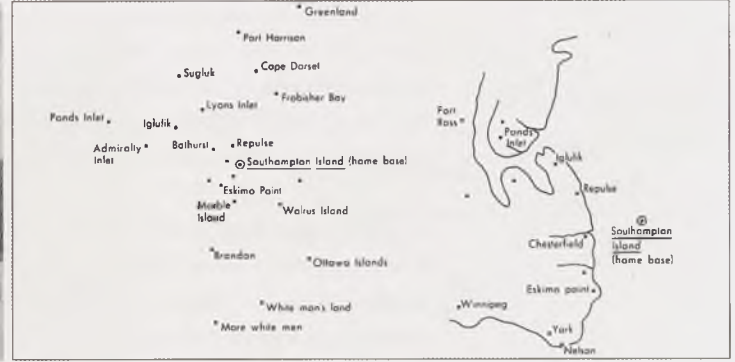 Greenland
Port Harrison
Sugluk
Cape Dorset
Lyons Inlet
Frobisher Bay
Ponds Inlet
Iglulik
Admiralty
Inlet
Bathurst
Repulse
Southampton Island (home base)
Eskimo Point
Marble
Island
Walrus Island
Brandon
Ottawa Islands
White man's land
More white men
Fort
Ross
Ponds
Inlet
Igluik
Repulse
Chesterfield
Southampton
Island
(home base)
Eskimo point
Winnipeg
York
Nelson